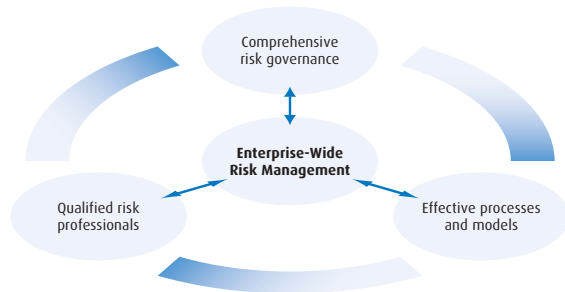 Comprehensive
risk governance
Enterprise-Wide
Risk Management
Qualified risk
professionals
Effective processes
and models